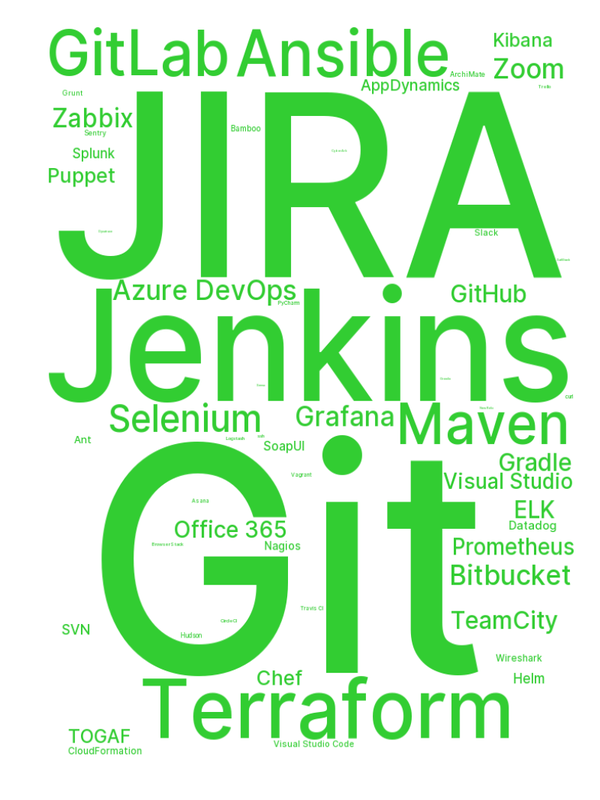 GitLab Ansible Kibana
Zoom
ArchiMate
AppDynamics
Grunt
Zabbix
Sentry
Splunk
Puppet
Bamboo
JIRA
Slack
Azure DevOps
PyCharm
GitHub
Jenkins
Selenium
Grafana
Maven
Ant
Logstash
SoapUI
Vagrant
Gradle
Visual Studio
ELK
Datadog
Asana
Office 365
Nagios
Prometheus
Bitbucket
Git
Travis CI
CircleCI
Hudson
TeamCity
SVN
Wireshark
Helm
Chef
Terraform
TOGAF
CloudFormation
Visual Studio Code